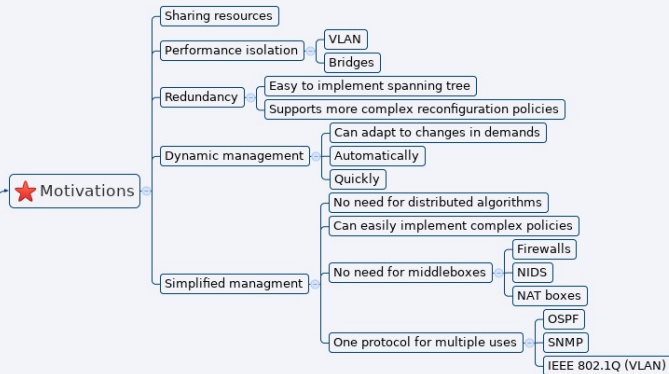 Sharing resources
Performance isolation
VLAN
Bridges
Redundancy
Easy to implement spanning tree
Supports more complex reconfiguration policies
Dynamic management
Can adapt to changes in demands
Automatically
Quickly
Motivations
Simplified managment
No need for distributed algorithms
Can easily implement complex policies
No need for middleboxes
Firewalls
NIDS
NAT boxes
One protocol for multiple uses
OSPF
SNMP
IEEE 802.1Q (VLAN)